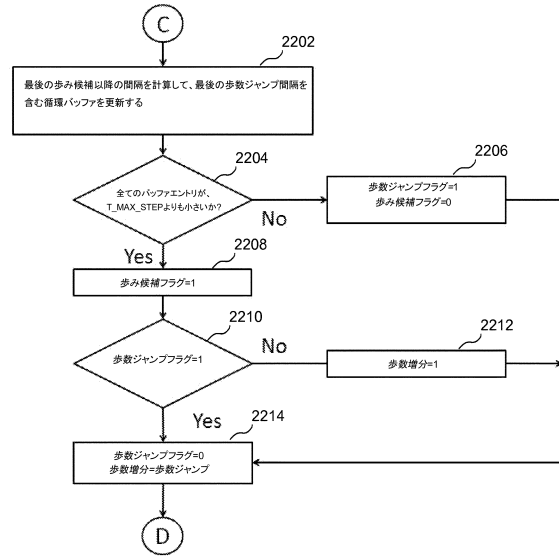 C
2202
最後の歩み候補以降の間隔を計算して、最後の歩数ジャンプ間隔を
含む循環バッファを更新する
2204
全てのバッファエントリが、
T_MAX_STEPよりも小さいか?
No
2206
歩数ジャンプフラグ=1
歩み候補フラグ=0
Yes
2208
歩み候補フラグ=1
2210
歩数ジャンプフラグ=1
No
2212
歩数増分=1
Yes
2214
歩数ジャンプフラグ=0
歩数増分=歩数ジャンプ
D